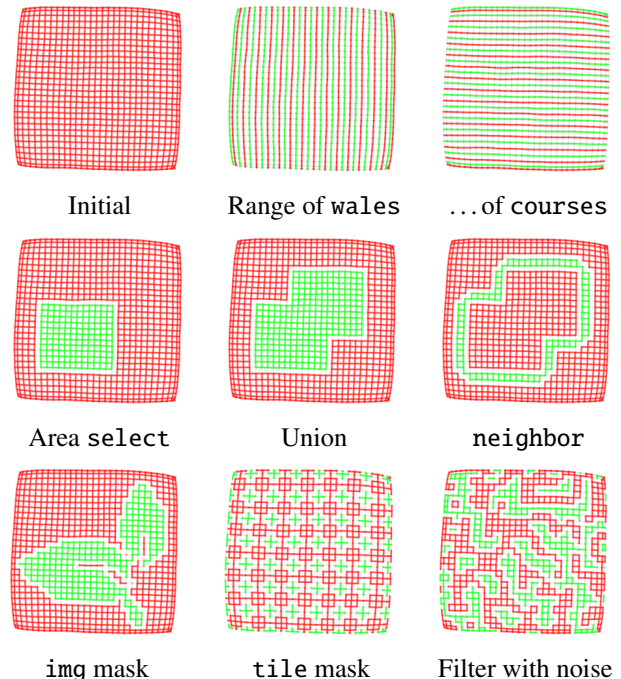 Initial
Range of wales
...of courses
Area select
Union
neighbor
img mask
tile mask
Filter with noise